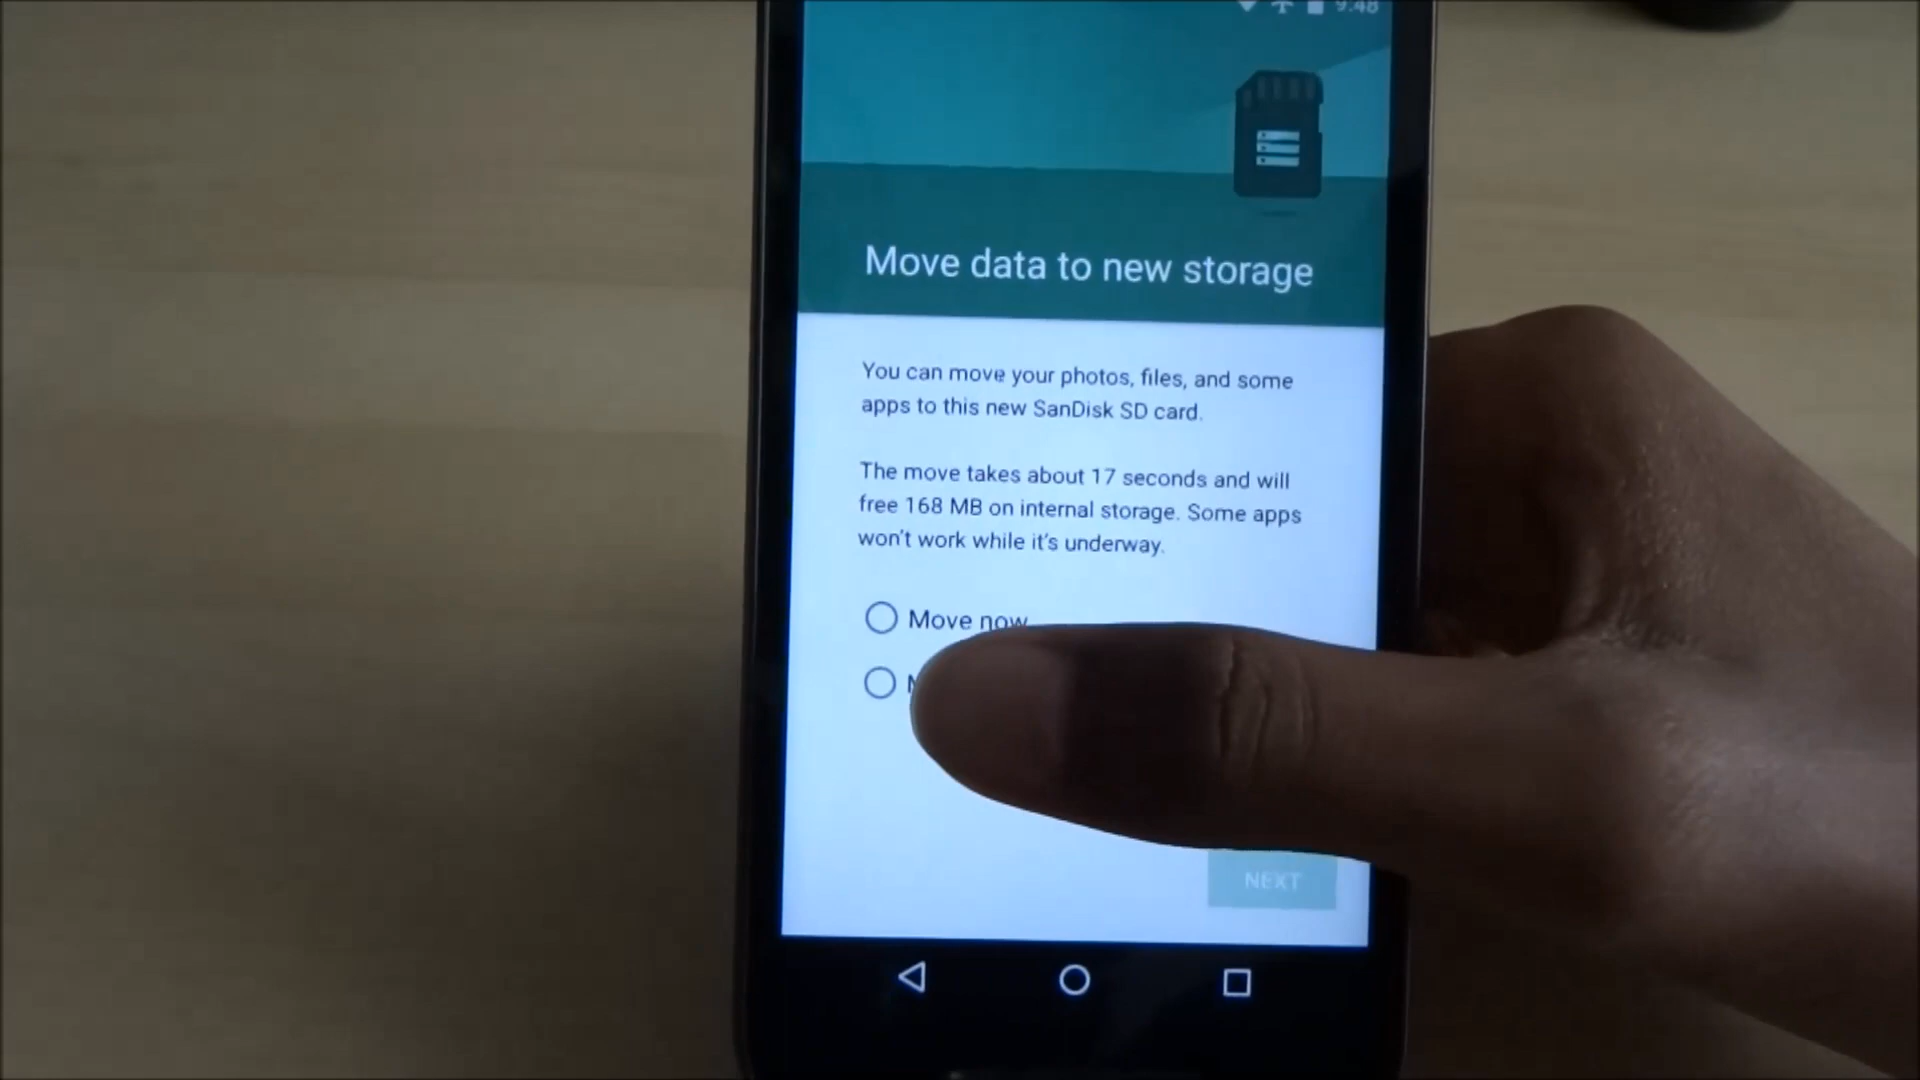 9:48
Move data to new storage
You can move your photos, files, and some
apps to this new SanDisk SD card.
The move takes about 17 seconds and will
free 168 MB on internal storage. Some apps
won't work while it's underway.
Move now
NEXT